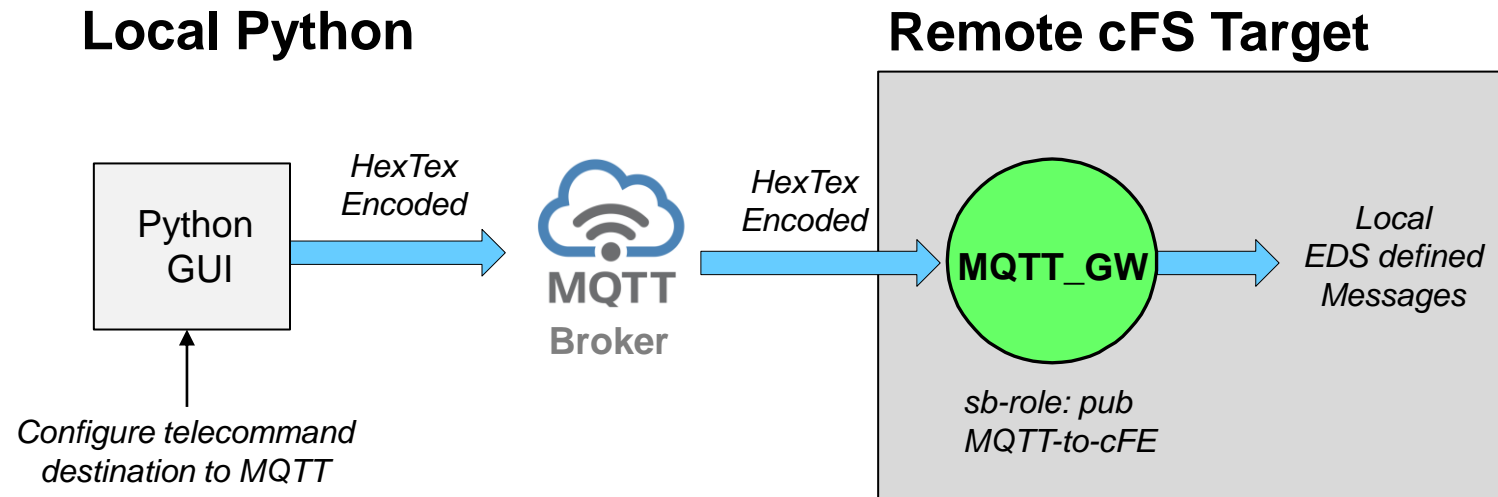 Local Python
Remote cFS Target
Python
GUI
HexTex
Encoded
MQTT
Broker
HexTex
Encoded
MQTT_GW
Local
EDS defined
Messages
sb-role: pub
MQTT-to-cFE
Configure telecommand
destination to MQTT